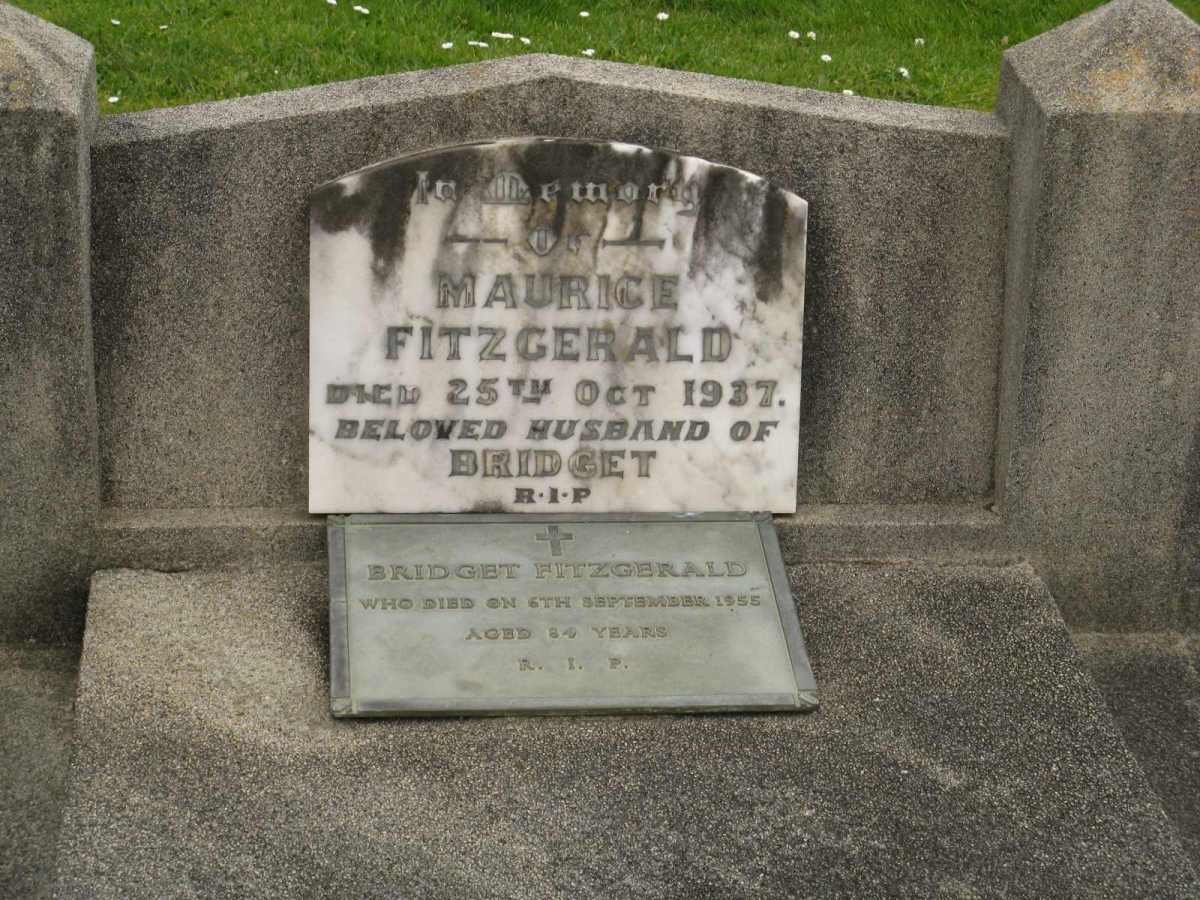 In Memory
Of
MAURICE
FITZGERALD
DIED 25TH OCT 1937.
BELOVED HUSBAND OF
BRIDGET
R·I·P
BRIDGET FITZGERALD
WHO DIED ON 6TH SEPTEMBER 1955
AGED 84 YEARS
R. I. P.